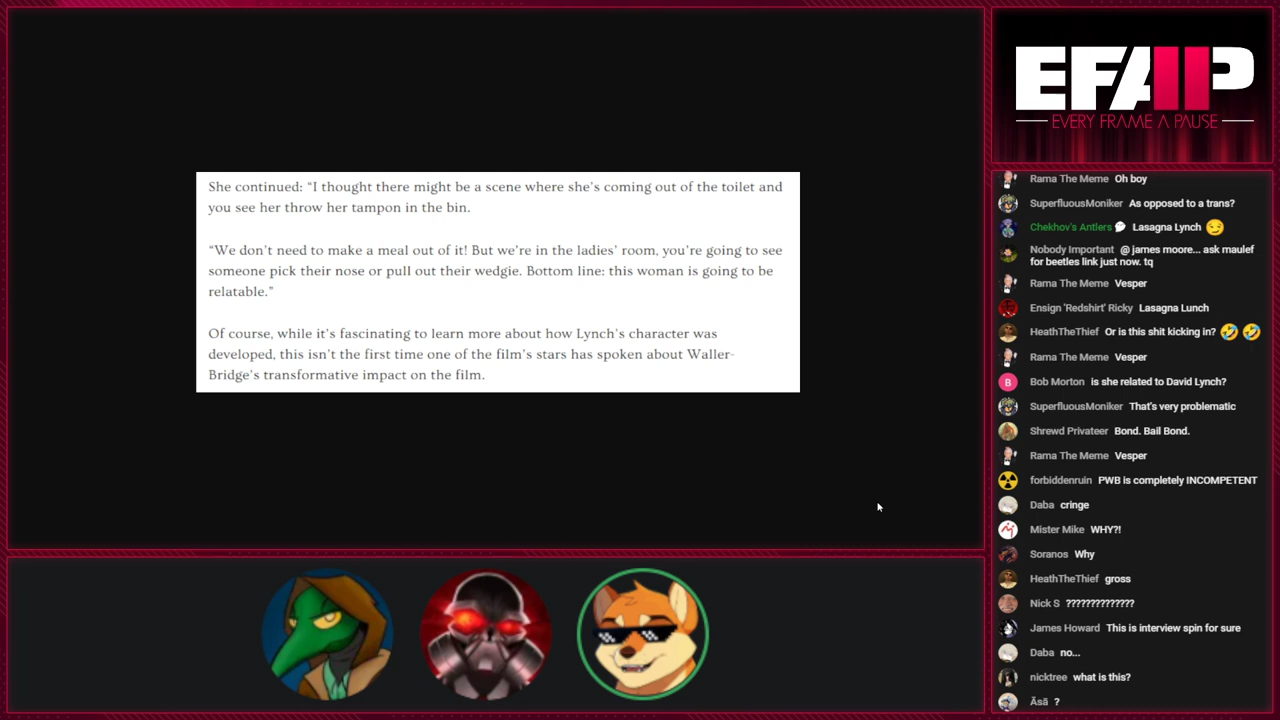 She continued: “I thought there might be a scene where she’s coming out of the toilet and
you see her throw her tampon in the bin.
“We don’t need to make a meal out of it! But we’re in the ladies’ room, you’re going to see
someone pick their nose or pull out their wedgie. Bottom line: this woman is going to be
relatable.”
Of course, while it’s fascinating to learn more about how Lynch’s character was
developed, this isn’t the first time one of the film’s stars has spoken about Waller-
Bridge’s transformative impact on the film.
EFAP
EVERY FRAME A PAUSE
Rama The Meme Oh boy
SuperfluousMoniker As opposed to a trans?
Chekhov's Antlers Lasagna Lynch
Nobody Important @ james moore... ask maulef
for beetles link just now. tq
Rama The Meme Vesper
Ensign 'Redshirt' Ricky Lasagna Lunch
HeathTheThief Or is this shit kicking in?
Rama The Meme Vesper
B Bob Morton is she related to David Lynch?
SuperfluousMoniker That's very problematic
Shrewd Privateer Bond. Bail Bond.
Rama The Meme Vesper
forbiddenruin PWB is completely INCOMPETENT
Daba cringe
Mister Mike WHY?!
Soranos Why
HeathTheThief gross
Nick S ??????????????
James Howard This is interview spin for sure
Daba no...
nicktree what is this?
Äsä ?